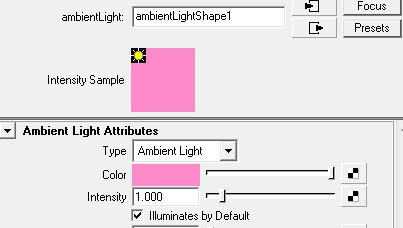 Focus
ambientLight: ambientLightShape1
Presets
Intensity Sample
Ambient Light Attributes
Type Ambient Light
Color
Intensity 1.000
Illuminates by Default